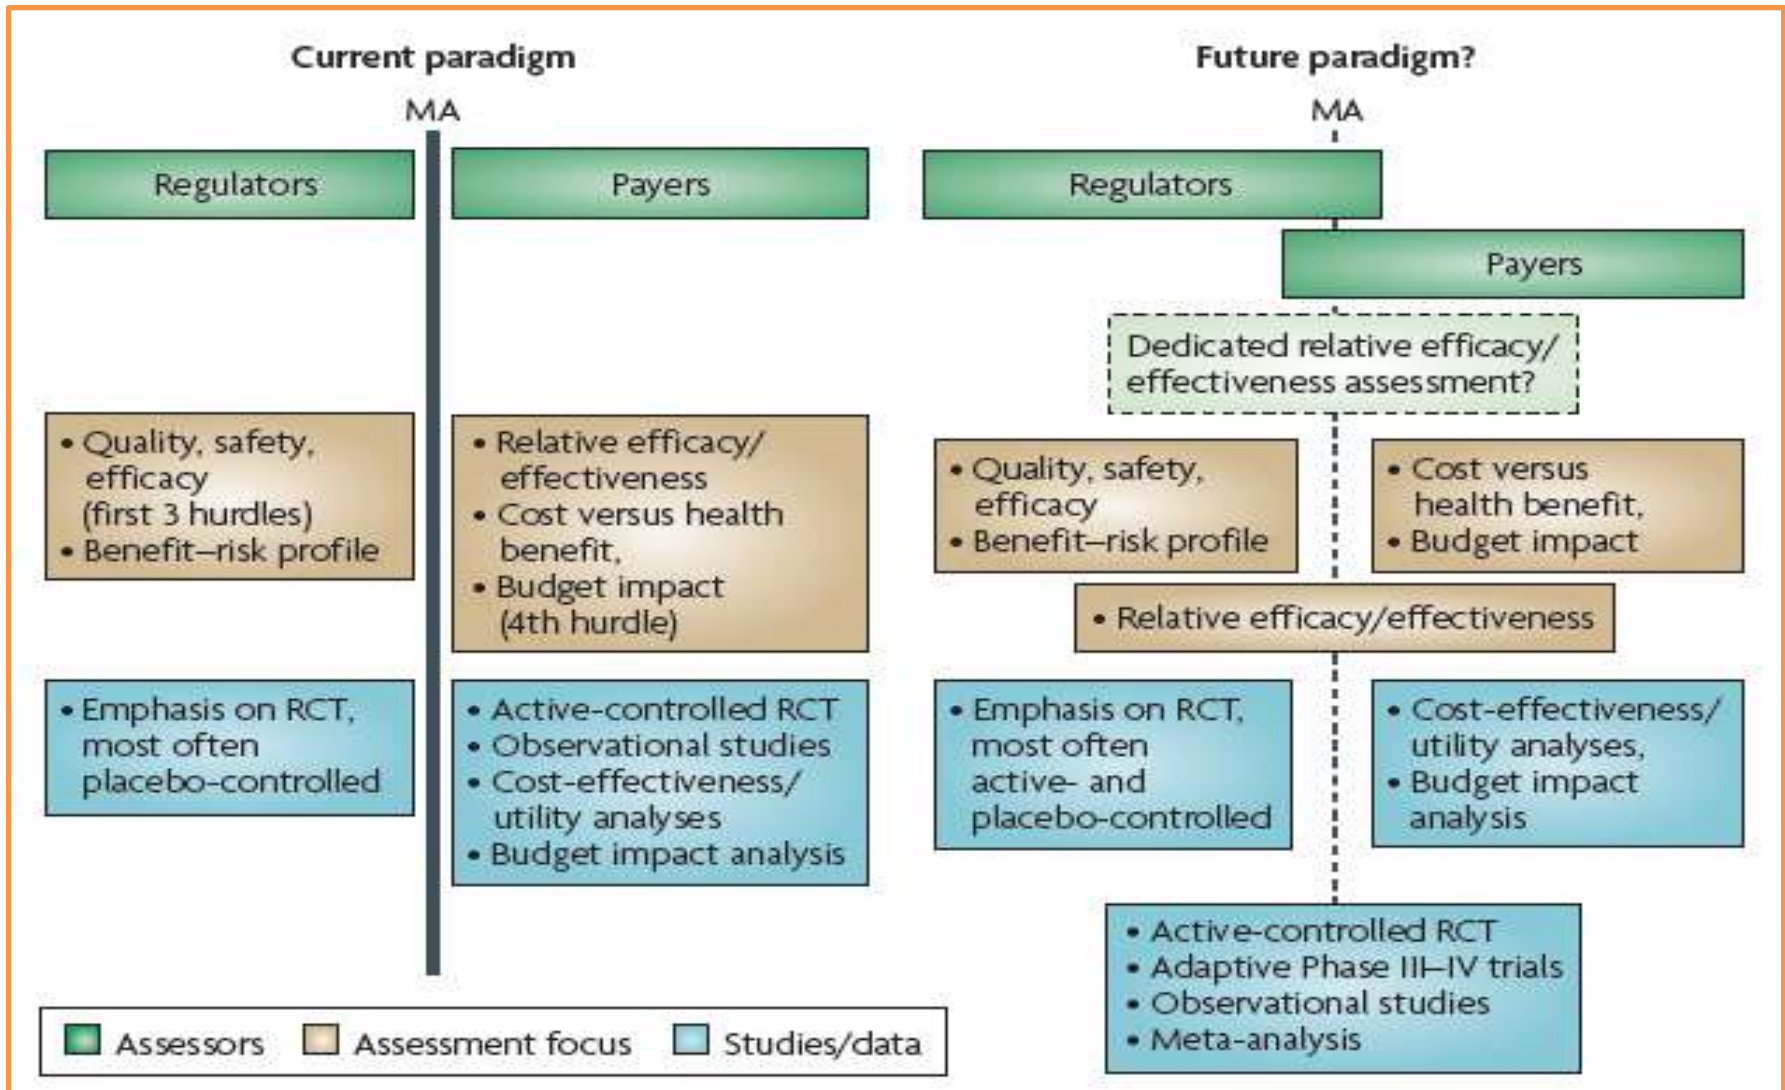 Current paradigm
MA
Regulators
Payers
• Quality, safety,
efficacy
(first 3 hurdles)
• Benefit–risk profile
• Relative efficacy/
effectiveness
• Cost versus health
benefit,
• Budget impact
(4th hurdle)
• Emphasis on RCT,
most often
placebo-controlled
• Active-controlled RCT
• Observational studies
• Cost-effectiveness/
utility analyses
• Budget impact analysis
Future paradigm?
MA
Regulators
Payers
Dedicated relative efficacy/
effectiveness assessment?
• Quality, safety,
efficacy
• Benefit–risk profile
• Cost versus
health benefit,
• Budget impact
• Relative efficacy/effectiveness
• Emphasis on RCT,
most often
active- and
placebo-controlled
• Cost-effectiveness/
utility analyses,
• Budget impact
analysis
• Active-controlled RCT
• Adaptive Phase III–IV trials
• Observational studies
• Meta-analysis
Assessors
Assessment focus
Studies/data